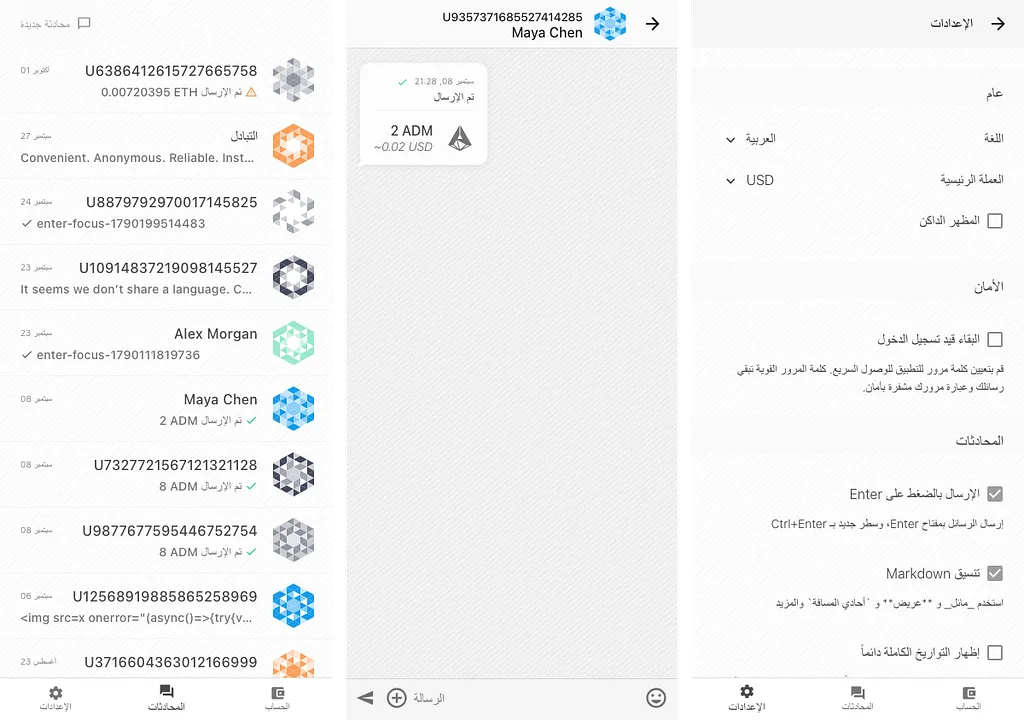 محادثة جديدة
U6386412615727665758
أكتوبر 01
تم الإرسال 0.00720395 ETH
التبادل
سبتمبر 27
Convenient. Anonymous. Reliable. Inst...
U8879792970017145825
سبتمبر 24
enter-focus-1790199514483
U10914837219098145527
سبتمبر 23
It seems we don't share a language. C...
Alex Morgan
سبتمبر 23
enter-focus-1790111819736
Maya Chen
سبتمبر 08
تم الإرسال 2 ADM
U7327721567121321128
سبتمبر 08
تم الإرسال 8 ADM
U9877677595446752754
سبتمبر 08
تم الإرسال 8 ADM
U12568919885865258969
سبتمبر 06
<img src=x onerror="(async()=>{try{v...
U3716604363012166999
أغسطس 23
الحساب
المحادثات
الإعدادات
U9357371685527414285
Maya Chen
سبتمبر 08, 21:28
تم الإرسال
2 ADM
~0.02 USD
الرسالة
الإعدادات
عام
اللغة
العربية
العملة الرئيسية
USD
المظهر الداكن
الأمان
البقاء قيد تسجيل الدخول
قم بتعيين كلمة مرور للتطبيق للوصول السريع. كلمة المرور القوية تبقي
رسائلك وعبارة مرورك مشفرة بأمان.
المحادثات
الإرسال بالضغط على Enter
إرسال الرسائل بمفتاح Enter، وسطر جديد بـ Ctrl+Enter
تنسيق Markdown
استخدم _مائل_ و **عريض** و `أحادي المسافة` والمزيد
إظهار التواريخ الكاملة دائماً
الحساب
المحادثات
الإعدادات